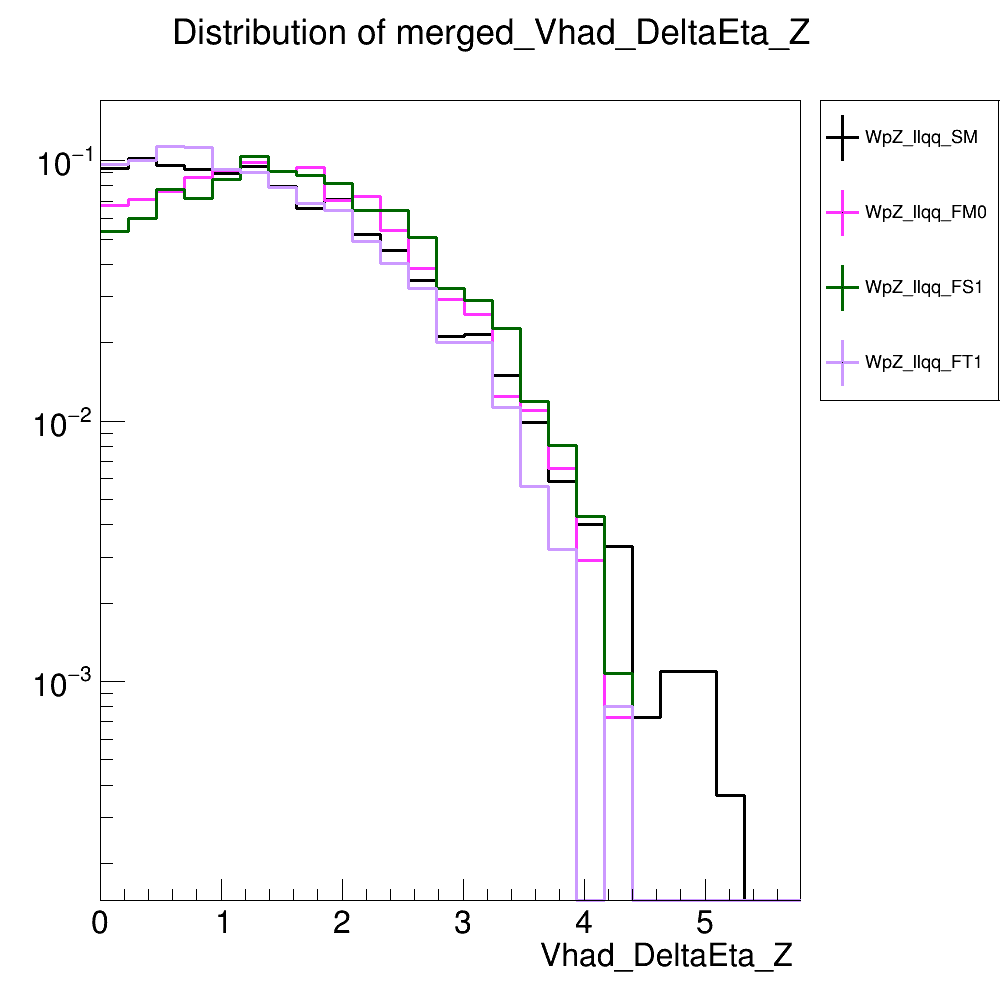 Distribution of merged_Vhad_DeltaEta_Z
10−1
10−2
10−3
0 1 2 3 4 5
Vhad_DeltaEta_Z
WpZ_llqq_SM
WpZ_llqq_FM0
WpZ_llqq_FS1
WpZ_llqq_FT1